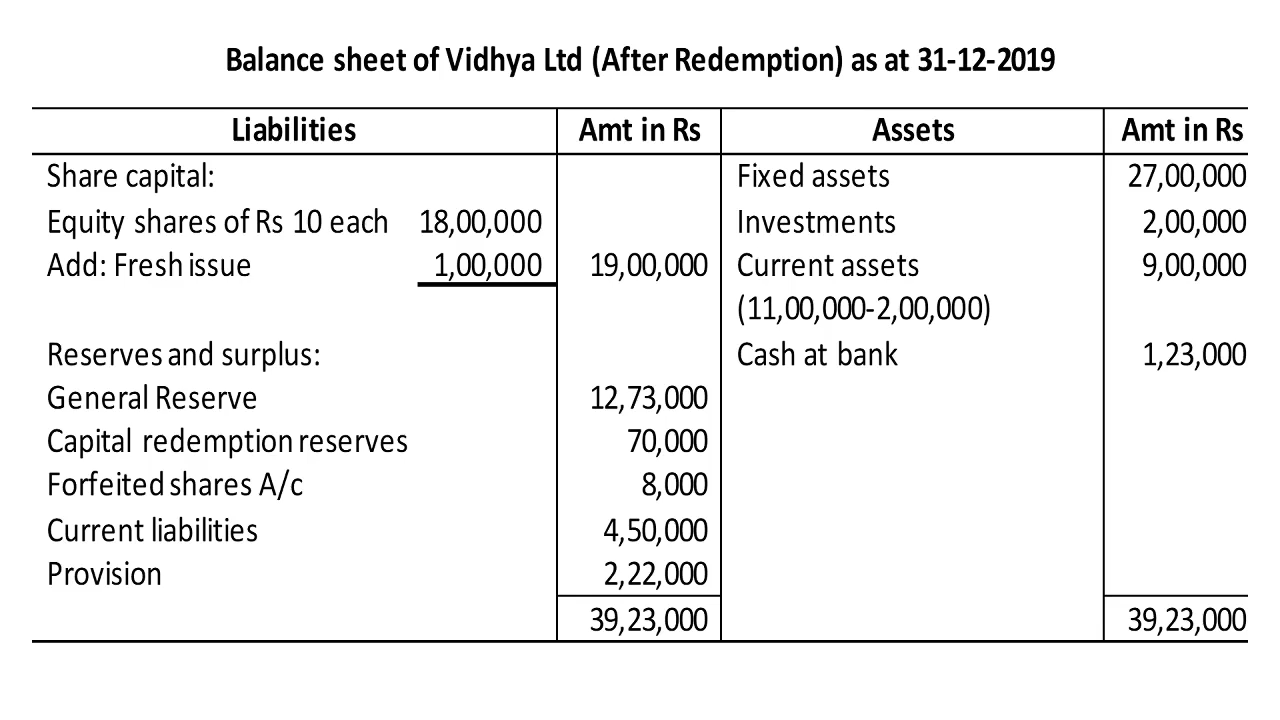 Balance sheet of Vidhya Ltd (After Redemption) as at 31-12-2019
Liabilities Amt in Rs Assets Amt in Rs
Share capital: Fixed assets 27,00,000
Equity shares of Rs 10 each 18,00,000 Investments 2,00,000
Add: Fresh issue 1,00,000 19,00,000 Current assets 9,00,000
(11,00,000-2,00,000)
Reserves and surplus: Cash at bank 1,23,000
General Reserve 12,73,000
Capital redemption reserves 70,000
Forfeited shares A/c 8,000
Current liabilities 4,50,000
Provision 2,22,000
39,23,000 39,23,000